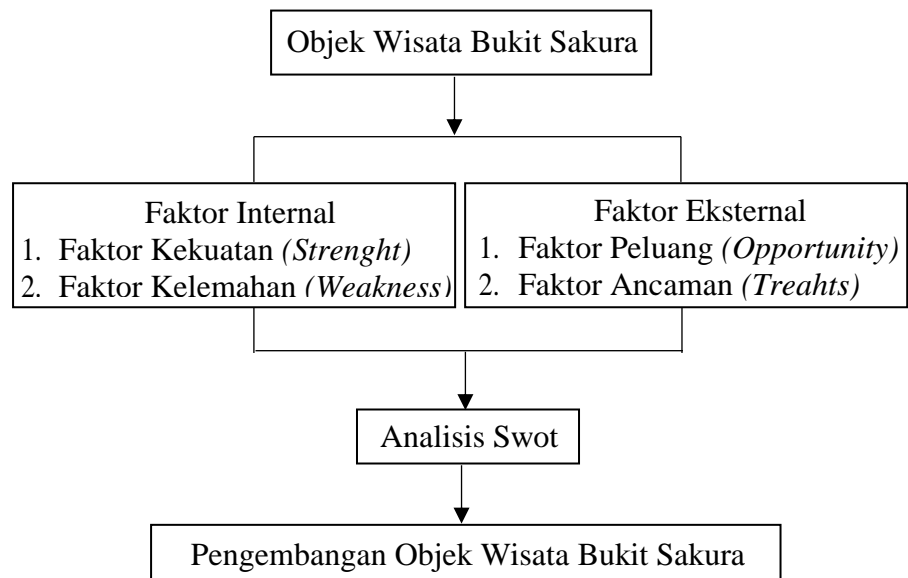 Objek Wisata Bukit Sakura
Faktor Internal
1. Faktor Kekuatan (Strenght)
2. Faktor Kelemahan (Weakness)
Faktor Eksternal
1. Faktor Peluang (Opportunity)
2. Faktor Ancaman (Treahts)
Analisis Swot
Pengembangan Objek Wisata Bukit Sakura